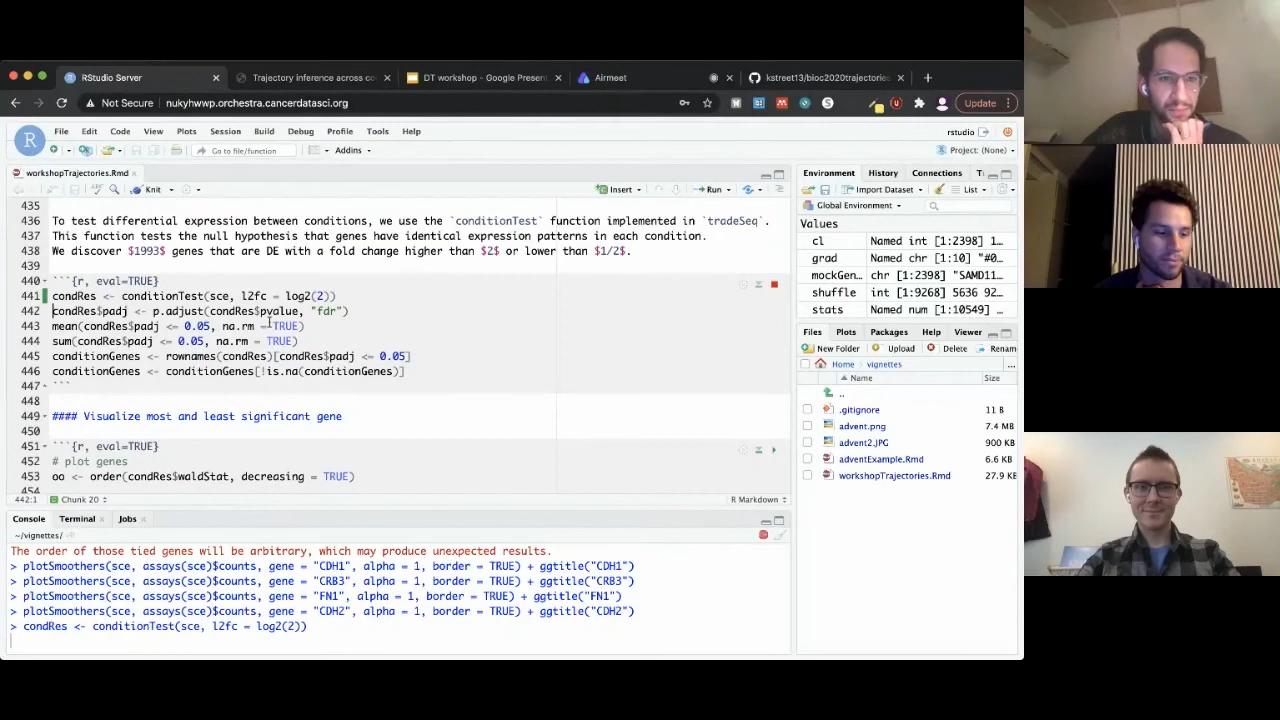 RStudio Server
Trajectory inference across co
DT workshop - Google Present
Airmeet
kstreet13/bioc2020trajectories
Not Secure
nukyhwwp.orchestra.cancerdatasci.org
Update
R
File Edit Code View Plots Session Build Debug Profile Tools Help
rstudio
Go to file/function
Addins
Project: (None)
workshopTrajectories.Rmd
Knit
Insert
Run
435
436 To test differential expression between conditions, we use the `conditionTest` function implemented in `tradeSeq`.
437 This function tests the null hypothesis that genes have identical expression patterns in each condition.
438 We discover $1993$ genes that are DE with a fold change higher than $2$ or lower than $1/2$.
439
440 ```{r, eval=TRUE}
441 condRes <- conditionTest(sce, l2fc = log2(2))
442 condRes$padj <- p.adjust(condRes$pvalue, "fdr")
443 mean(condRes$padj <= 0.05, na.rm = TRUE)
444 sum(condRes$padj <= 0.05, na.rm = TRUE)
445 conditionGenes <- rownames(condRes)[condRes$padj <= 0.05]
446 conditionGenes <- conditionGenes[!is.na(conditionGenes)]
447 ```
448
449 #### Visualize most and least significant gene
450
451 ```{r, eval=TRUE}
452 # plot genes
453 oo <- order(condRes$waldStat, decreasing = TRUE)
454
442:1 Chunk 20
R Markdown
Console Terminal Jobs
~/vignettes/
The order of those tied genes will be arbitrary, which may produce unexpected results.
> plotSmoothers(sce, assays(sce)$counts, gene = "CDH1", alpha = 1, border = TRUE) + ggtitle("CDH1")
> plotSmoothers(sce, assays(sce)$counts, gene = "CRB3", alpha = 1, border = TRUE) + ggtitle("CRB3")
> plotSmoothers(sce, assays(sce)$counts, gene = "FN1", alpha = 1, border = TRUE) + ggtitle("FN1")
> plotSmoothers(sce, assays(sce)$counts, gene = "CDH2", alpha = 1, border = TRUE) + ggtitle("CDH2")
> condRes <- conditionTest(sce, l2fc = log2(2))
Environment History Connections
Import Dataset
List
Global Environment
Values
cl Named int [1:2398] 1…
grad Named chr [1:10] "#0…
mockGen… chr [1:2398] "SAMD11…
shuffle int [1:9268] 5636 92…
stats Named num [1:10549] …
Files Plots Packages Help Viewer
New Folder Upload Delete Renam
Home vignettes
Name Size
..
.gitignore 11 B
advent.png 7.4 MB
advent2.JPG 900 KB
adventExample.Rmd 6.6 KB
workshopTrajectories.Rmd 27.9 K